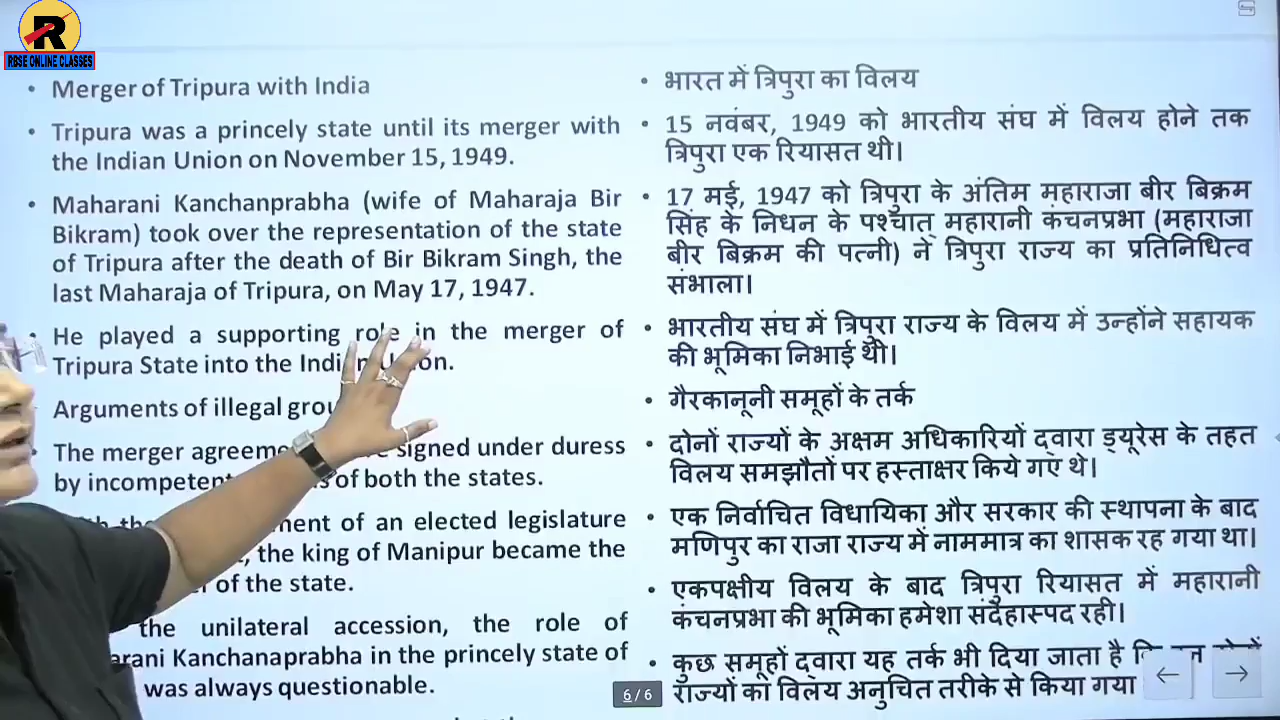 R
RBSE ONLINE CLASSES
Merger of Tripura with India
Tripura was a princely state until its merger with
the Indian Union on November 15, 1949.
Maharani Kanchanprabha (wife of Maharaja Bir
Bikram) took over the representation of the state
of Tripura after the death of Bir Bikram Singh, the
last Maharaja of Tripura, on May 17, 1947.
He played a supporting role in the merger of
Tripura State into the Indian Union.
Arguments of illegal
The merger signed under duress
by of both the states.
of an elected legislature
the king of Manipur became the
of the state.
the unilateral accession, the role of
Kanchanaprabha in the princely state of
was always questionable.
भारत में त्रिपुरा का विलय
15 नवंबर, 1949 को भारतीय संघ में विलय होने तक
त्रिपुरा एक रियासत थी।
17 मई, 1947 को त्रिपुरा के अंतिम महाराजा बीर बिक्रम
सिंह के निधन के पश्चात् महारानी कंचनप्रभा (महाराजा
बीर बिक्रम की पत्नी) ने त्रिपुरा राज्य का प्रतिनिधित्व
संभाला।
भारतीय संघ में त्रिपुरा राज्य के विलय में उन्होंने सहायक
की भूमिका निभाई थी।
गैरकानूनी समूहों के तर्क
दोनों राज्यों के अक्षम अधिकारियों द्वारा ड्यूरेस के तहत
विलय समझौतों पर हस्ताक्षर किये गए थे।
एक निर्वाचित विधायिका और सरकार की स्थापना के बाद
मणिपुर का राजा राज्य में नाममात्र का शासक रह गया था।
एकपक्षीय विलय के बाद त्रिपुरा रियासत में महारानी
कंचनप्रभा की भूमिका हमेशा संदेहास्पद रही।
कुछ समूहों द्वारा यह तर्क भी दिया जाता है
राज्यों का विलय अनुचित तरीके से किया गया
6 / 6